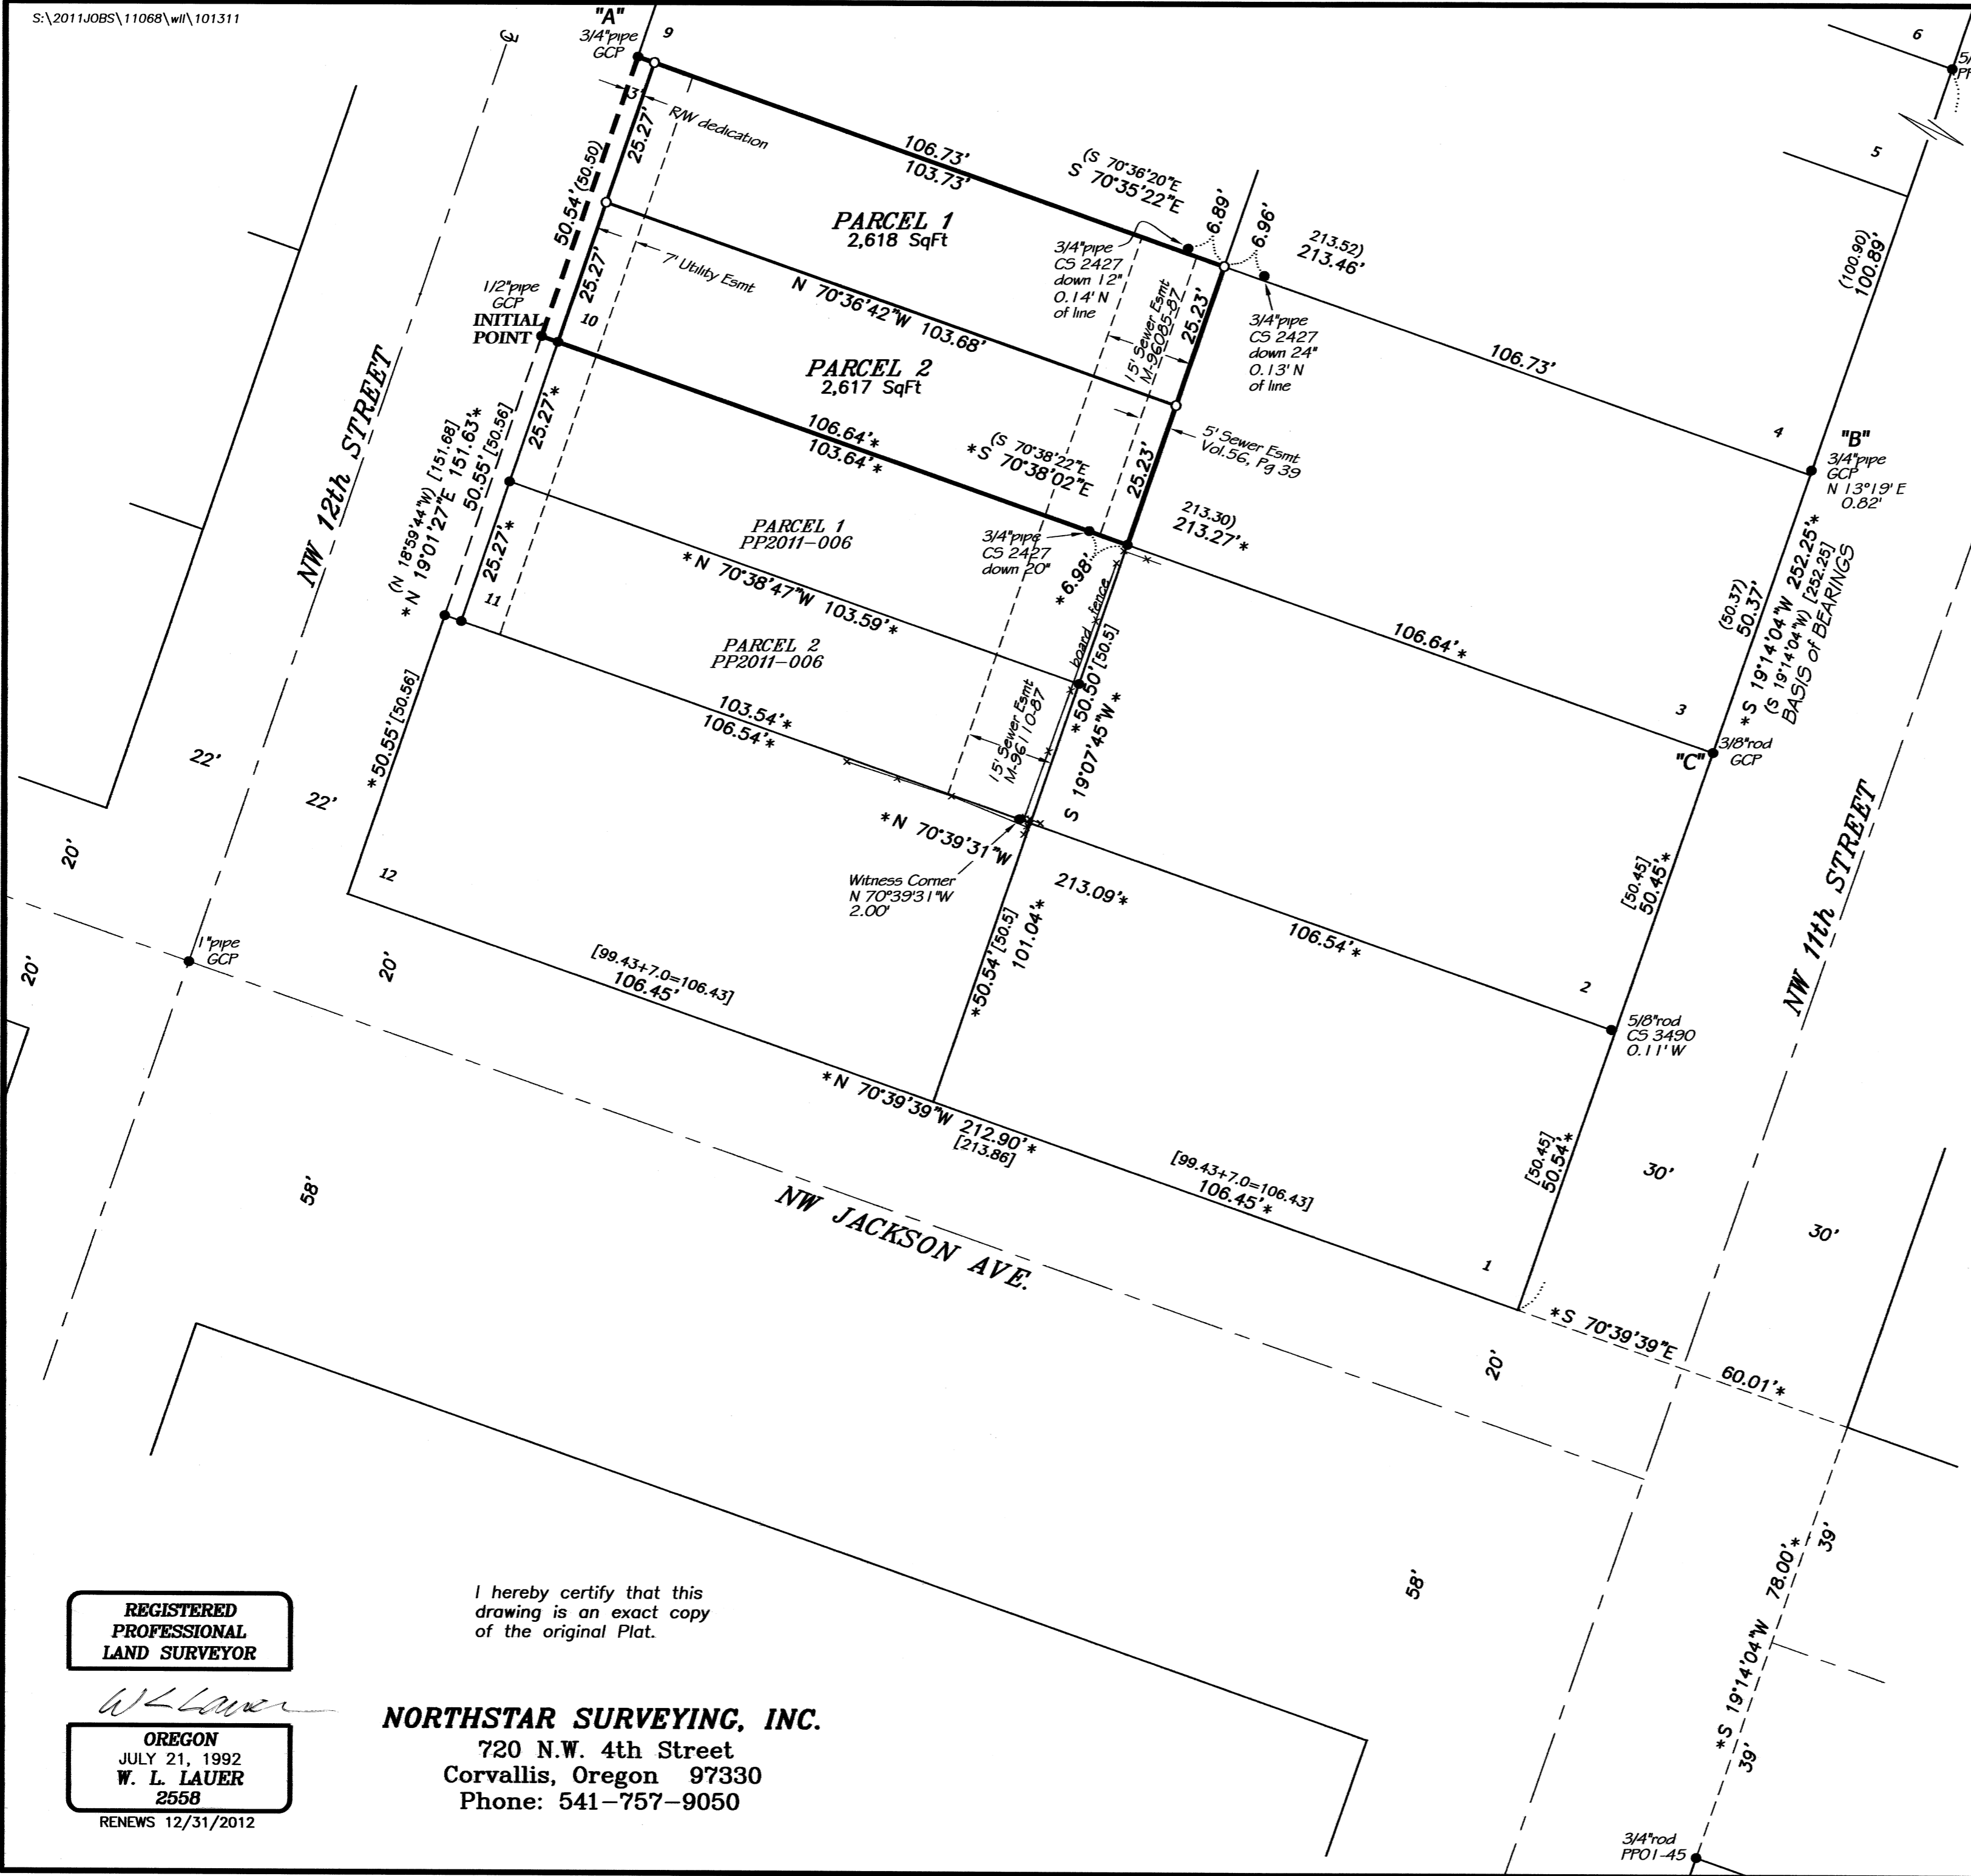 S:\2011JOBS\11068\wll\101311
"A"
3/4"pipe
GCP
9
6
5
3'
R/W dedication
25.27'
50.54' (50.50)
106.73'
103.73'
(S 70°36'20"E
S 70°35'22"E
6.89'
6.96'
213.52)
213.46'
PARCEL 1
2,618 SqFt
3/4"pipe
CS 2427
down 12"
0.14' N
of line
7' Utility Esmt
25.27'
10
1/2"pipe
GCP
INITIAL
POINT
N 70°36'42"W 103.68'
15' Sewer Esmt
M-96085-87
25.23'
3/4"pipe
CS 2427
down 24"
0.13' N
of line
106.73'
(100.90)
100.89'
4
"B"
3/4"pipe
GCP
N 13°19' E
0.82'
PARCEL 2
2,617 SqFt
NW 12th STREET
106.64'*
103.64'*
(S 70°38'22"E
*S 70°38'02"E
25.23'
5' Sewer Esmt
Vol.56, Pg 39
213.30)
213.27'*
25.27'*
(N 18°59'44"W) [151.68]
*N 19°01'27"E 151.63'*
50.55' [50.56]
25.27'*
11
PARCEL 1
PP2011-006
3/4"pipe
CS 2427
down 20"
*6.98'
board fence
*N 70°38'47"W 103.59'*
PARCEL 2
PP2011-006
*50.50' [50.5]
S 19°07'45"W *
15' Sewer Esmt
M-96110-87
106.64'*
(50.37)
50.37'
*S 19°14'04"W 252.25'*
(S 19°14'04"W) [252.25]
BASIS of BEARINGS
3
"C"
3/8"rod
GCP
103.54'*
106.54'*
*50.55' [50.56]
22'
22'
20'
12
*N 70°39'31"W
Witness Corner
N 70°39'31"W
2.00'
213.09'*
106.54'*
[50.45]
50.45'*
NW 11th STREET
2
5/8"rod
CS 3490
0.11' W
1"pipe
GCP
20'
20'
[99.43+7.0=106.43]
106.45'
*50.54' [50.5]
101.04'*
*N 70°39'39"W 212.90'*
[213.86]
[99.43+7.0=106.43]
106.45'*
[50.45]
50.54'*
30'
30'
1
58'
NW JACKSON AVE.
*S 70°39'39"E
60.01'*
20'
58'
39'
*S 19°14'04"W 78.00'*
39'
3/4"rod
PP01-45
REGISTERED
PROFESSIONAL
LAND SURVEYOR
W L Lauer
OREGON
JULY 21, 1992
W. L. LAUER
2558
RENEWS 12/31/2012
I hereby certify that this
drawing is an exact copy
of the original Plat.
NORTHSTAR SURVEYING, INC.
720 N.W. 4th Street
Corvallis, Oregon 97330
Phone: 541-757-9050